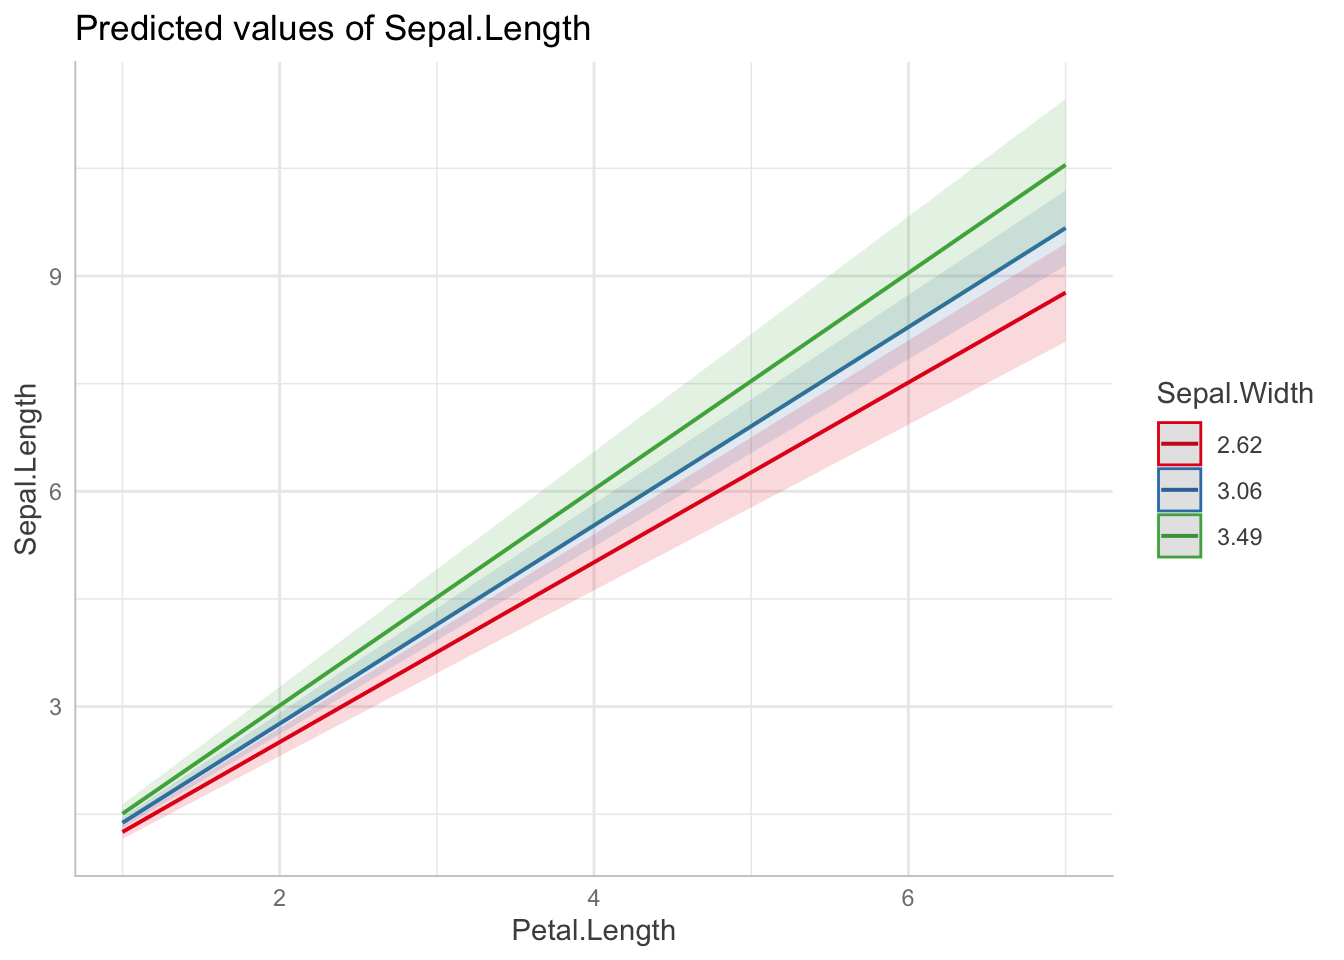 Predicted values of Sepal.Length
Sepal.Length
9
6
3
2
4
6
Petal.Length
Sepal.Width
2.62
3.06
3.49